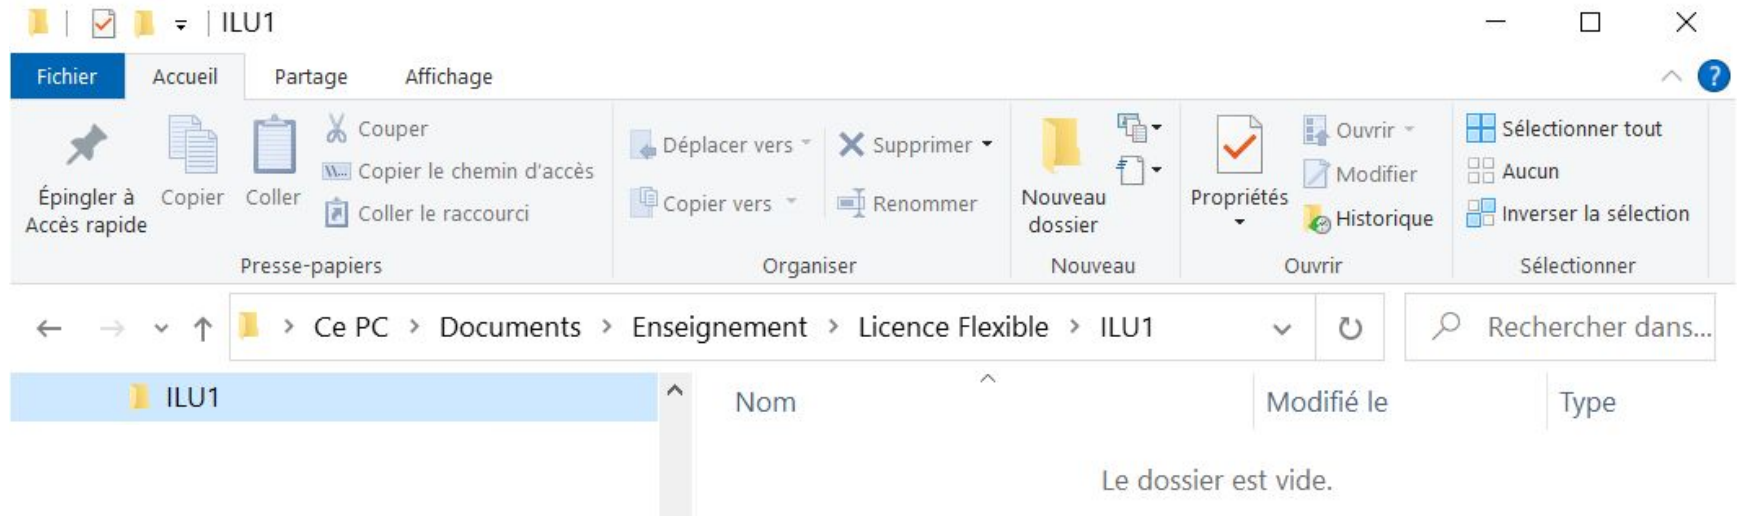 ILU1
Fichier Accueil Partage Affichage
Épingler à
Accès rapide
Copier
Coller
Couper
Copier le chemin d'accès
Coller le raccourci
Presse-papiers
Déplacer vers
Copier vers
Supprimer
Renommer
Organiser
Nouveau
dossier
Nouveau
Propriétés
Ouvrir
Modifier
Historique
Ouvrir
Sélectionner tout
Aucun
Inverser la sélection
Sélectionner
Ce PC > Documents > Enseignement > Licence Flexible > ILU1
Rechercher dans...
ILU1
Nom Modifié le Type
Le dossier est vide.